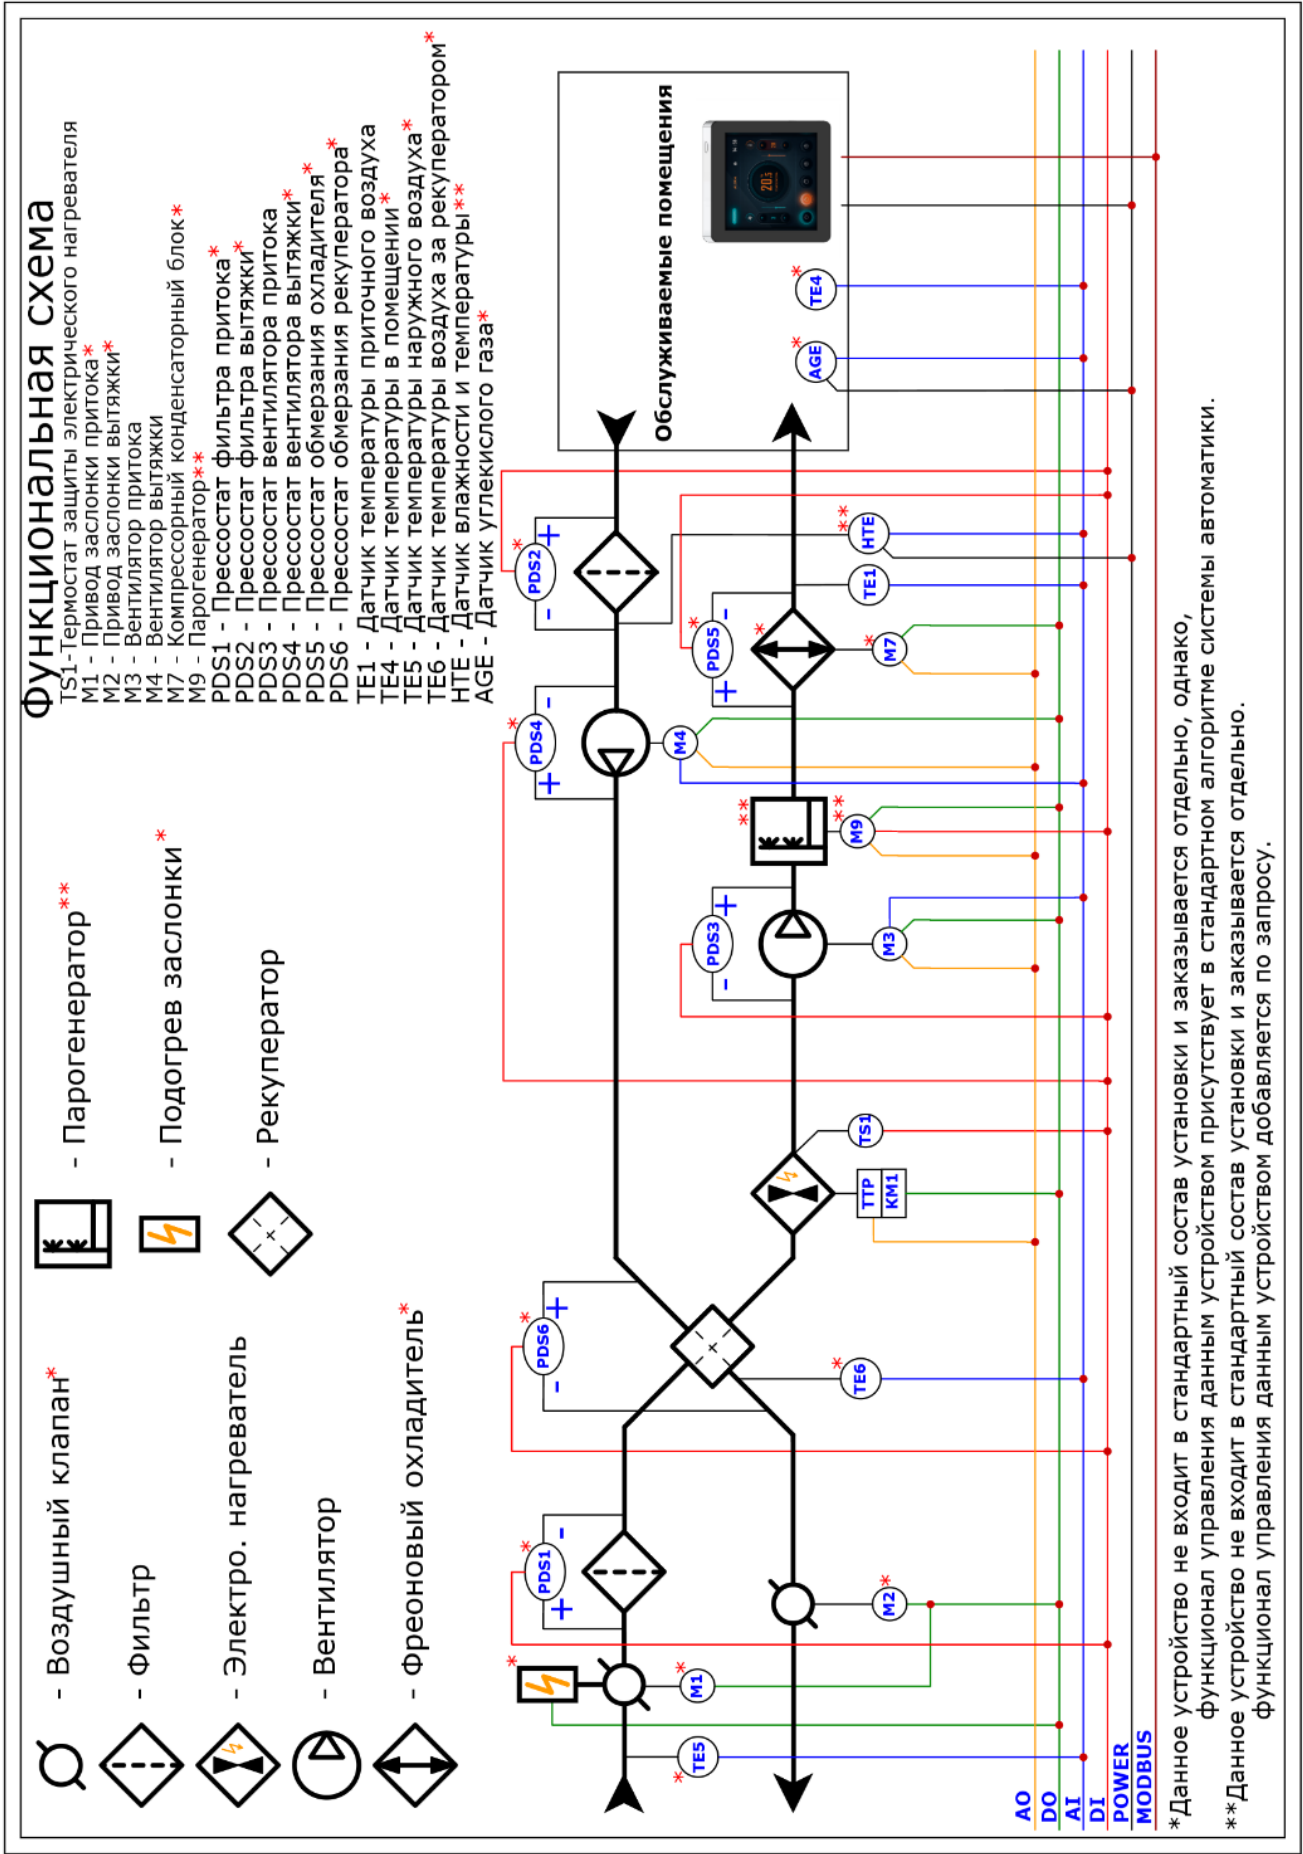 Функциональная схема
TS1-Термостат защиты электрического нагревателя
M1 - Привод заслонки притока*
M2 - Привод заслонки вытяжки*
M3 - Вентилятор притока
M4 - Вентилятор вытяжки
M7 - Компрессорный конденсаторный блок*
M9 - Парогенератор**
PDS1 - Прессостат фильтра притока*
PDS2 - Прессостат фильтра вытяжки*
PDS3 - Прессостат вентилятора притока
PDS4 - Прессостат вентилятора вытяжки*
PDS5 - Прессостат обмерзания охладителя*
PDS6 - Прессостат обмерзания рекуператора*
TE1 - Датчик температуры приточного воздуха
TE4 - Датчик температуры в помещении*
TE5 - Датчик температуры наружного воздуха*
TE6 - Датчик температуры воздуха за рекуператором*
HTE - Датчик влажности и температуры**
AGE - Датчик углекислого газа*
- Воздушный клапан*
- Фильтр
- Электро. нагреватель
- Вентилятор
- Фреоновый охладитель*
- Парогенератор**
- Подогрев заслонки*
- Рекуператор
*
PDS1*
+ -
PDS6*
- +
PDS4*
+ -
PDS2*
- +
Обслуживаемые помещения
20.5
TE5*
M1*
M2*
TE6*
TTP
KM1
TS1
PDS3
- +
**
M9**
M3
M4
PDS5*
+ -
*
M7*
TE1
HTE**
AGE*
TE4*
AO
DO
AI
DI
POWER
MODBUS
*Данное устройство не входит в стандартный состав установки и заказывается отдельно, однако,
функционал управления данным устройством присутствует в стандартном алгоритме системы автоматики.
**Данное устройство не входит в стандартный состав установки и заказывается отдельно.
функционал управления данным устройством добавляется по запросу.